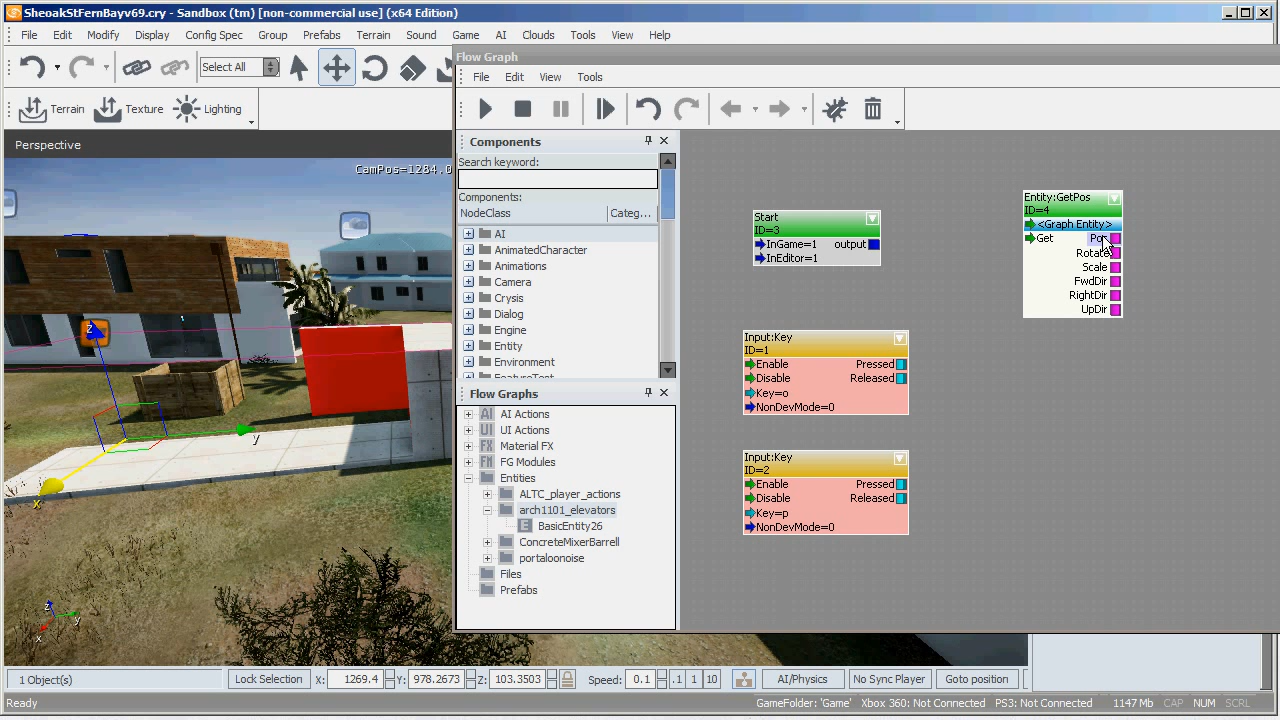 SheoakStFernBayv69.cry - Sandbox (tm) [non-commercial use] (x64 Edition)
File Edit Modify Display Config Spec Group Prefabs Terrain Sound Game AI Clouds Tools View Help
Select All
Terrain Texture Lighting
Perspective
CamPos=1284.0
Flow Graph
File Edit View Tools
Components
Search keyword:
Components:
NodeClass Categ...
AI
AnimatedCharacter
Animations
Camera
Crysis
Dialog
Engine
Entity
Environment
FeatureTest
Flow Graphs
AI Actions
UI Actions
Material FX
FG Modules
Entities
ALTC_player_actions
arch1101_elevators
BasicEntity26
ConcreteMixerBarrell
portaloonoise
Files
Prefabs
Start
ID=3
InGame=1 output
InEditor=1
Input:Key
ID=1
Enable Pressed
Disable Released
Key=o
NonDevMode=0
Input:Key
ID=2
Enable Pressed
Disable Released
Key=p
NonDevMode=0
Entity:GetPos
ID=4
<Graph Entity>
Get Pos
Rotate
Scale
FwdDir
RightDir
UpDir
z
y
x
z
y
x
1 Object(s) Lock Selection X: 1269.4 Y: 978.2673 Z: 103.3503 Speed: 0.1 .1 1 10 AI/Physics No Sync Player Goto position
Ready GameFolder: 'Game' Xbox 360: Not Connected PS3: Not Connected 1147 Mb CAP NUM SCRL